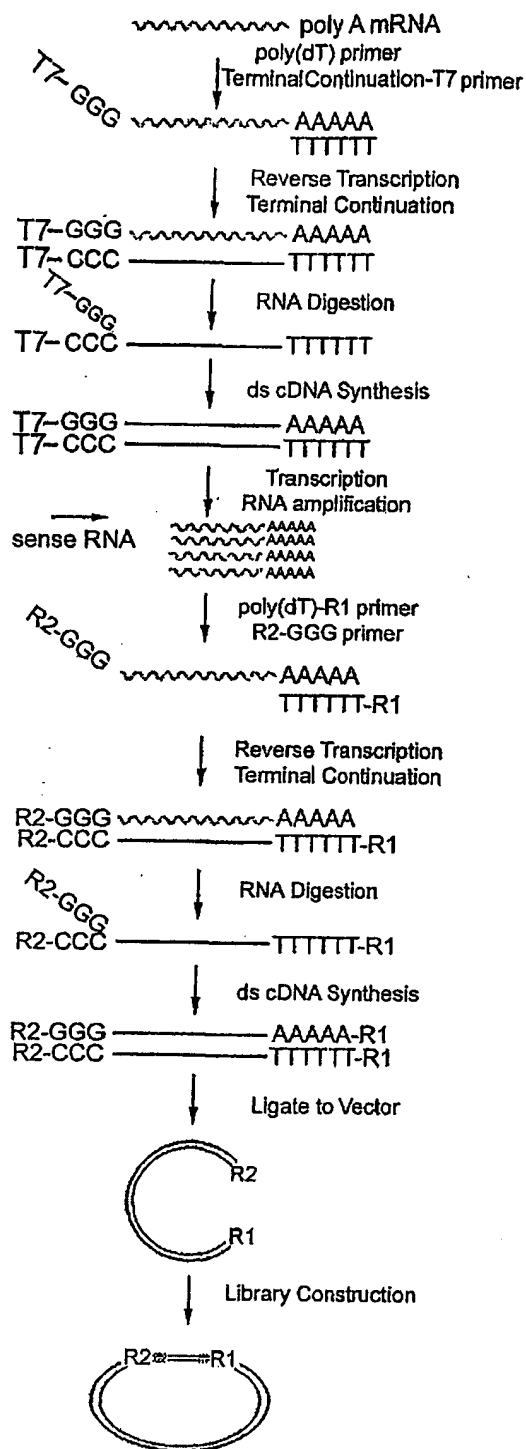 poly A mRNA
poly(dT) primer
TerminalContinuation-T7 primer
T7-GGG
AAAAA
TTTTTT
Reverse Transcription
Terminal Continuation
T7-GGG AAAAA
T7-CCC TTTTTT
T7-GGG
RNA Digestion
T7-CCC TTTTTT
ds cDNA Synthesis
T7-GGG AAAAA
T7-CCC TTTTTT
Transcription
RNA amplification
sense RNA
AAAAA
AAAAA
AAAAA
AAAAA
poly(dT)-R1 primer
R2-GGG primer
R2-GGG
AAAAA
TTTTTT-R1
Reverse Transcription
Terminal Continuation
R2-GGG AAAAA
R2-CCC TTTTTT-R1
RNA Digestion
R2-GGG
R2-CCC TTTTTT-R1
ds cDNA Synthesis
R2-GGG AAAAA-R1
R2-CCC TTTTTT-R1
Ligate to Vector
R2
R1
Library Construction
R2 R1